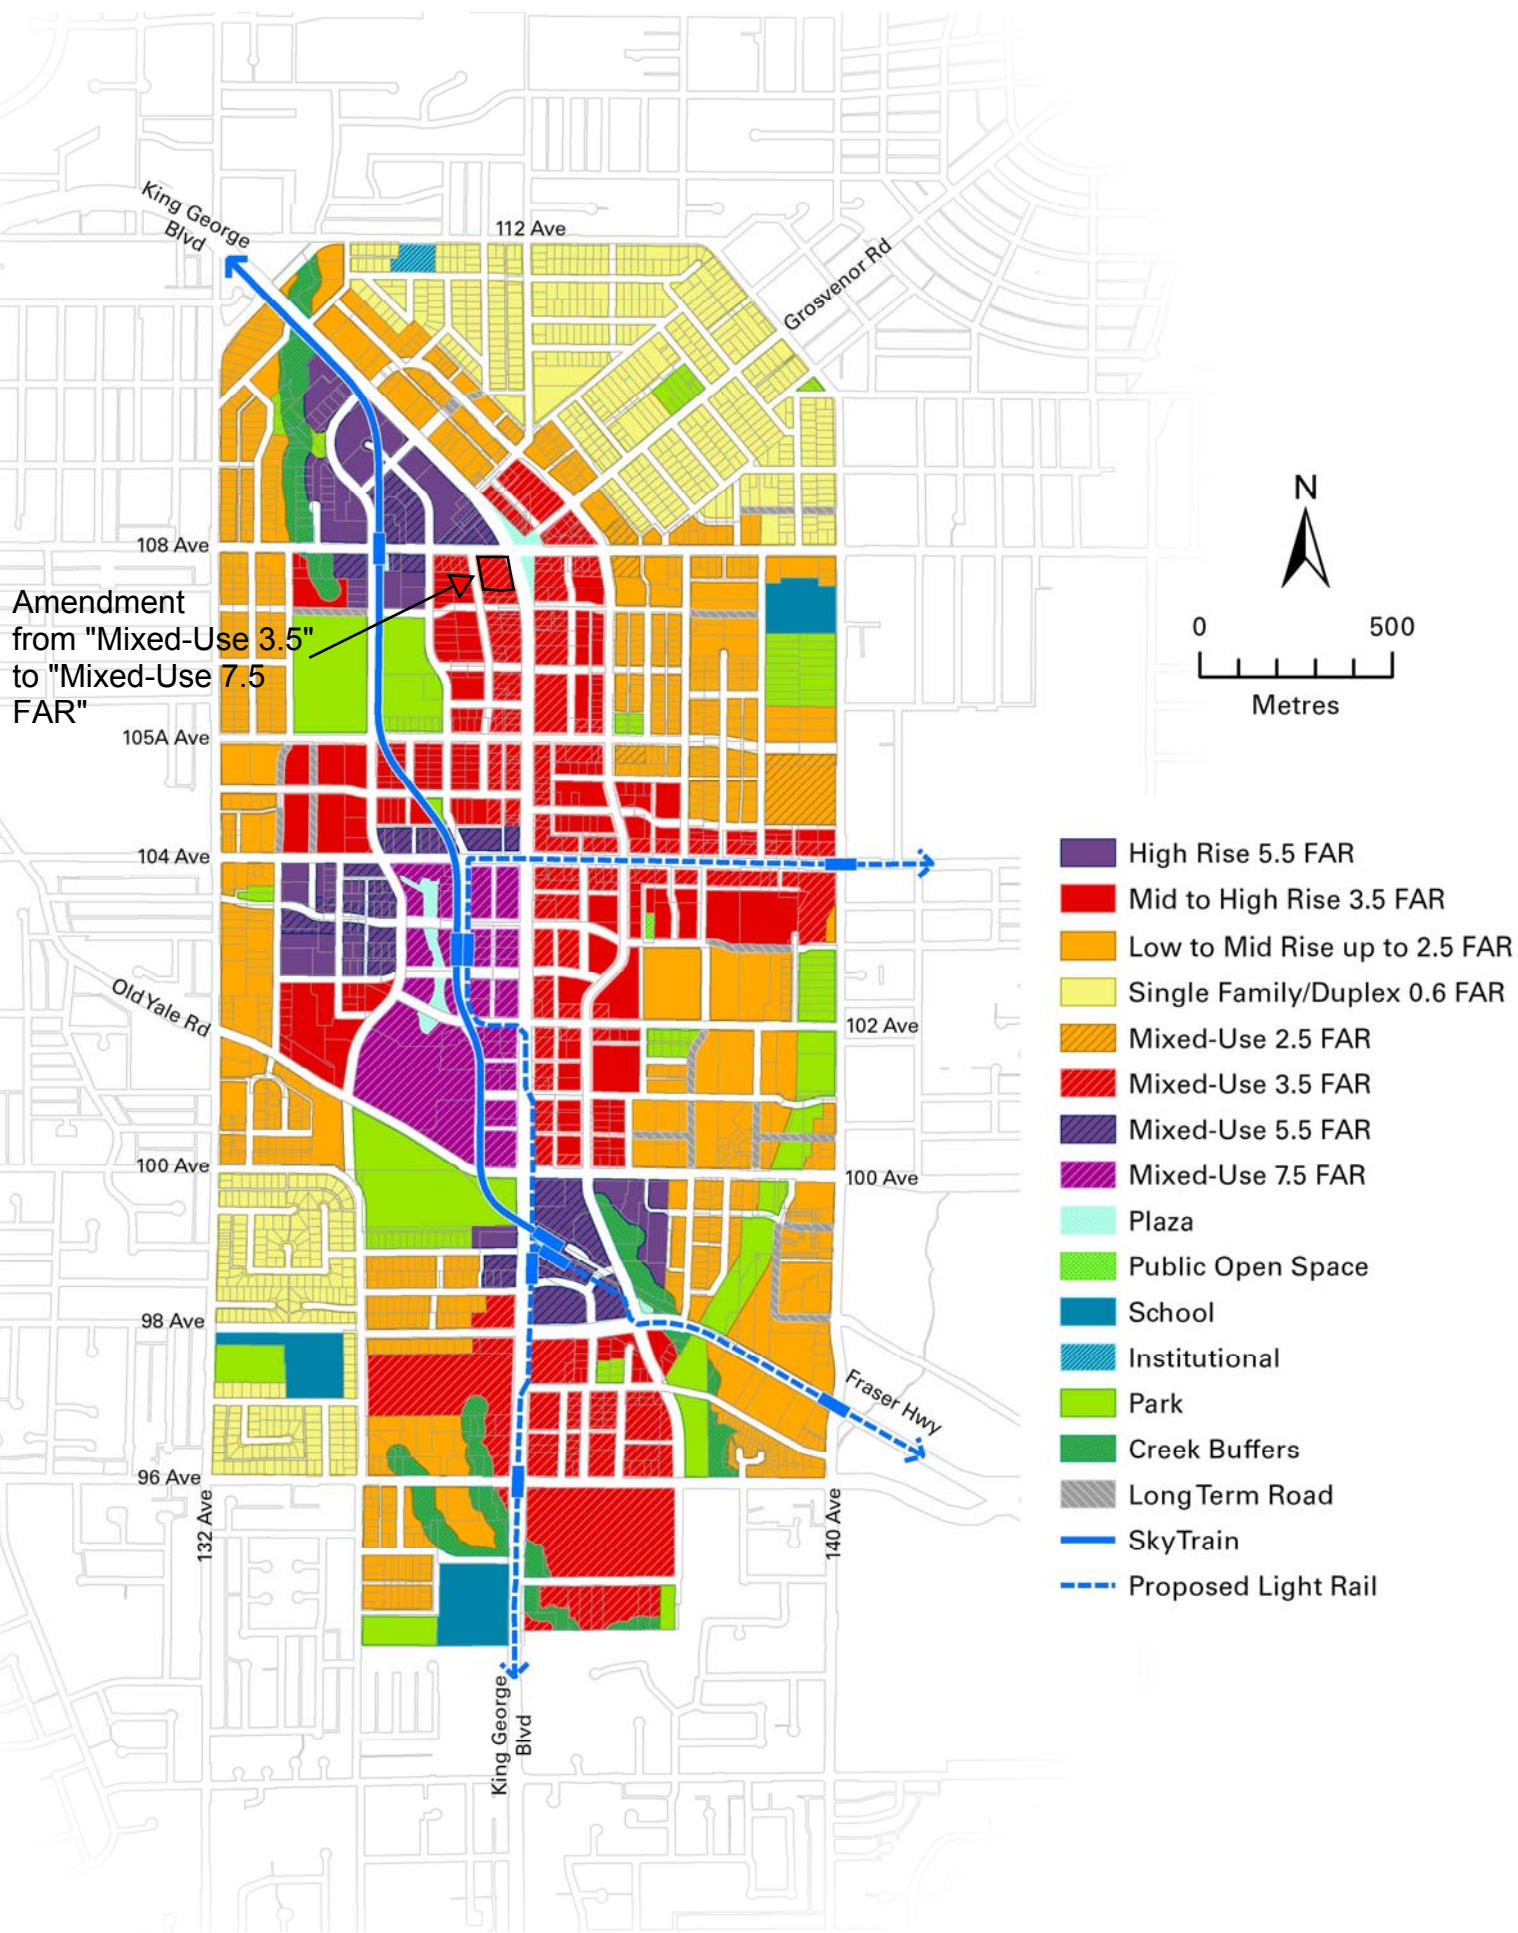 King George
Blvd
112 Ave
Grosvenor Rd
108 Ave
Amendment
from "Mixed-Use 3.5"
to "Mixed-Use 7.5
FAR"
105A Ave
104 Ave
Old Yale Rd
102 Ave
100 Ave
100 Ave
98 Ave
Fraser Hwy
96 Ave
132 Ave
140 Ave
King George
Blvd
N
0 500
Metres
High Rise 5.5 FAR
Mid to High Rise 3.5 FAR
Low to Mid Rise up to 2.5 FAR
Single Family/Duplex 0.6 FAR
Mixed-Use 2.5 FAR
Mixed-Use 3.5 FAR
Mixed-Use 5.5 FAR
Mixed-Use 7.5 FAR
Plaza
Public Open Space
School
Institutional
Park
Creek Buffers
Long Term Road
SkyTrain
Proposed Light Rail